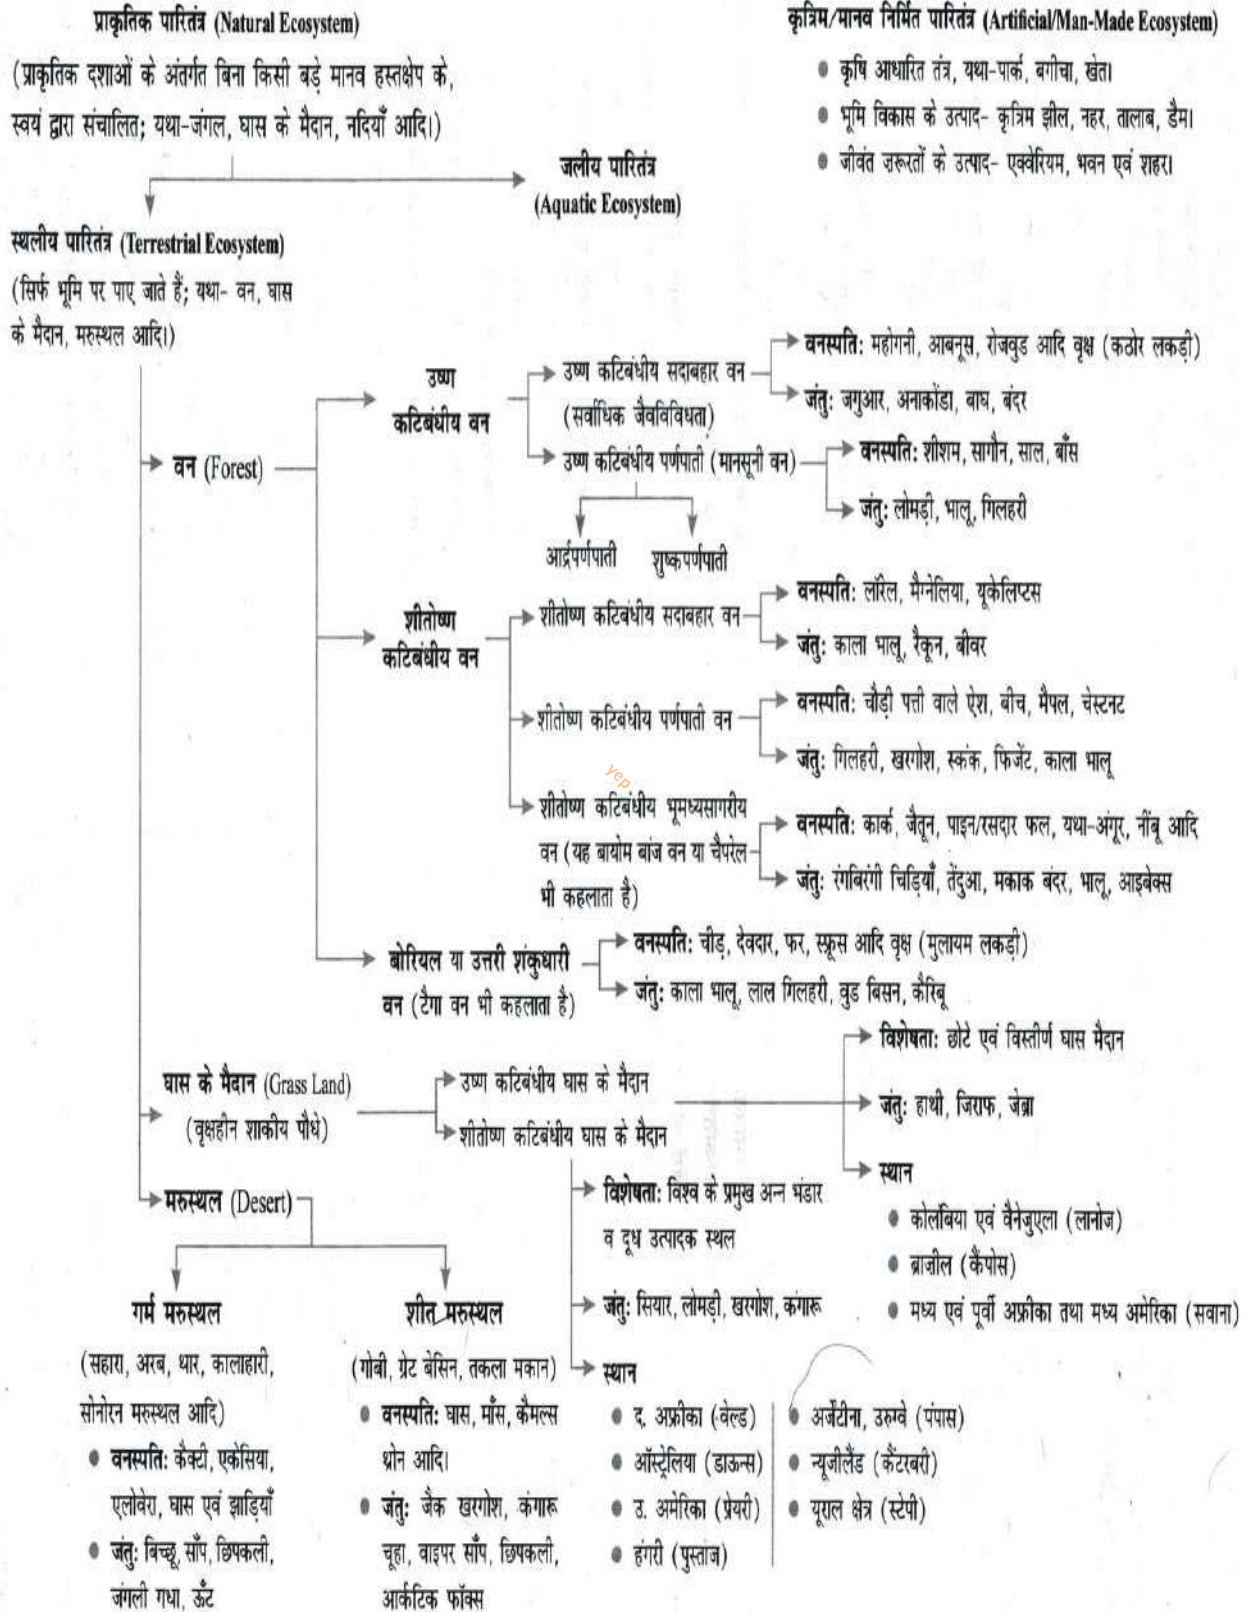 प्राकृतिक पारितंत्र (Natural Ecosystem)
(प्राकृतिक दशाओं के अंतर्गत बिना किसी बड़े मानव हस्तक्षेप के,
स्वयं द्वारा संचालित; यथा-जंगल, घास के मैदान, नदियाँ आदि।)
कृत्रिम/मानव निर्मित पारितंत्र (Artificial/Man-Made Ecosystem)
● कृषि आधारित तंत्र, यथा-पार्क, बगीचा, खेत।
● भूमि विकास के उत्पाद- कृत्रिम झील, नहर, तालाब, डैम।
● जीवंत ज़रूरतों के उत्पाद- एक्वेरियम, भवन एवं शहर।
जलीय पारितंत्र
(Aquatic Ecosystem)
स्थलीय पारितंत्र (Terrestrial Ecosystem)
(सिर्फ भूमि पर पाए जाते हैं; यथा- वन, घास
के मैदान, मरुस्थल आदि।)
वन (Forest)
उष्ण
कटिबंधीय वन
उष्ण कटिबंधीय सदाबहार वन
(सर्वाधिक जैवविविधता)
वनस्पति: महोगनी, आबनूस, रोजवुड आदि वृक्ष (कठोर लकड़ी)
जंतु: जगुआर, अनाकोंडा, बाघ, बंदर
उष्ण कटिबंधीय पर्णपाती (मानसूनी वन)
वनस्पति: शीशम, सागौन, साल, बाँस
जंतु: लोमड़ी, भालू, गिलहरी
आर्द्रपर्णपाती
शुष्कपर्णपाती
शीतोष्ण
कटिबंधीय वन
शीतोष्ण कटिबंधीय सदाबहार वन
वनस्पति: लॉरेल, मैग्नेलिया, यूकेलिप्टस
जंतु: काला भालू, रैकून, बीवर
शीतोष्ण कटिबंधीय पर्णपाती वन
वनस्पति: चौड़ी पत्ती वाले ऐश, बीच, मैपल, चेस्टनट
जंतु: गिलहरी, खरगोश, स्कंक, फिजेंट, काला भालू
yep
शीतोष्ण कटिबंधीय भूमध्यसागरीय
वन (यह बायोम बांज वन या चैपरेल
भी कहलाता है)
वनस्पति: कार्क, जैतून, पाइन/रसदार फल, यथा-अंगूर, नींबू आदि
जंतु: रंगबिरंगी चिड़ियाँ, तेंदुआ, मकाक बंदर, भालू, आइबेक्स
बोरियल या उत्तरी शंकुधारी
वन (टैगा वन भी कहलाता है)
वनस्पति: चीड़, देवदार, फर, स्प्रूस आदि वृक्ष (मुलायम लकड़ी)
जंतु: काला भालू, लाल गिलहरी, वुड बिसन, कैरिबू
घास के मैदान (Grass Land)
(वृक्षहीन शाकीय पौधे)
उष्ण कटिबंधीय घास के मैदान
शीतोष्ण कटिबंधीय घास के मैदान
विशेषता: छोटे एवं विस्तीर्ण घास मैदान
जंतु: हाथी, जिराफ, जेब्रा
स्थान
● कोलंबिया एवं वैनेजुएला (लानोज)
● ब्राज़ील (कैंपोस)
● मध्य एवं पूर्वी अफ्रीका तथा मध्य अमेरिका (सवाना)
विशेषता: विश्व के प्रमुख अन्न भंडार
व दूध उत्पादक स्थल
जंतु: सियार, लोमड़ी, खरगोश, कंगारू
स्थान
● द. अफ्रीका (वेल्ड)
● ऑस्ट्रेलिया (डाऊन्स)
● उ. अमेरिका (प्रेयरी)
● हंगरी (पुस्तांज)
● अर्जेंटीना, उरुग्वे (पंपास)
● न्यूजीलैंड (कैंटरबरी)
● यूराल क्षेत्र (स्टेपी)
मरुस्थल (Desert)
गर्म मरुस्थल
(सहारा, अरब, थार, कालाहारी,
सोनोरन मरुस्थल आदि)
● वनस्पति: कैक्टी, एकेसिया,
एलोवेरा, घास एवं झाड़ियाँ
● जंतु: बिच्छू, साँप, छिपकली,
जंगली गधा, ऊँट
शीत मरुस्थल
(गोबी, ग्रेट बेसिन, तकला मकान)
● वनस्पति: घास, माँस, कैमल्स
थ्रोन आदि।
● जंतु: जैक खरगोश, कंगारू
चूहा, वाइपर साँप, छिपकली,
आर्कटिक फॉक्स